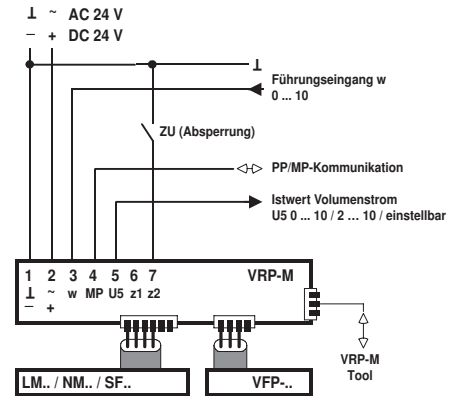 ⊥ ~ AC 24 V
– + DC 24 V
⊥
Führungseingang w
0 ... 10
ZU (Absperrung)
PP/MP-Kommunikation
Istwert Volumenstrom
U5 0 ... 10 / 2 ... 10 / einstellbar
1 2 3 4 5 6 7 VRP-M
⊥ ~ w MP U5 z1 z2
– +
VRP-M
Tool
LM.. / NM.. / SF..
VFP-..